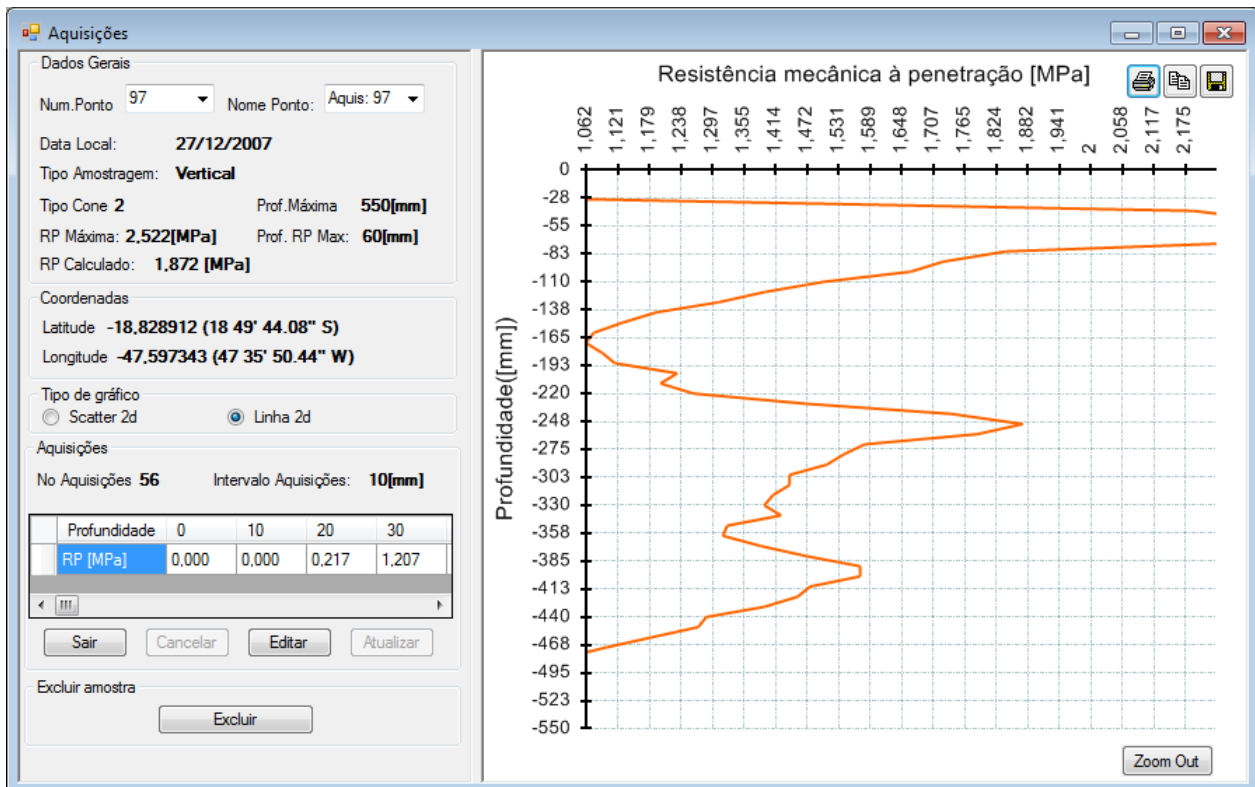 Aquisições
Dados Gerais
Num.Ponto 97 Nome Ponto: Aquis: 97
Data Local: 27/12/2007
Tipo Amostragem: Vertical
Tipo Cone 2 Prof.Máxima 550[mm]
RP Máxima: 2,522[MPa] Prof. RP Max: 60[mm]
RP Calculado: 1,872 [MPa]
Coordenadas
Latitude -18,828912 (18 49' 44.08" S)
Longitude -47,597343 (47 35' 50.44" W)
Tipo de gráfico
Scatter 2d Linha 2d
Aquisições
No Aquisições 56 Intervalo Aquisições: 10[mm]
Profundidade 0 10 20 30
RP [MPa] 0,000 0,000 0,217 1,207
Sair Cancelar Editar Atualizar
Excluir amostra
Excluir
Resistência mecânica à penetração [MPa]
1,062 1,121 1,179 1,238 1,297 1,355 1,414 1,472 1,531 1,589 1,648 1,707 1,765 1,824 1,882 1,941 2 2,058 2,117 2,175
Profundidade([mm])
0
-28
-55
-83
-110
-138
-165
-193
-220
-248
-275
-303
-330
-358
-385
-413
-440
-468
-495
-523
-550
Zoom Out